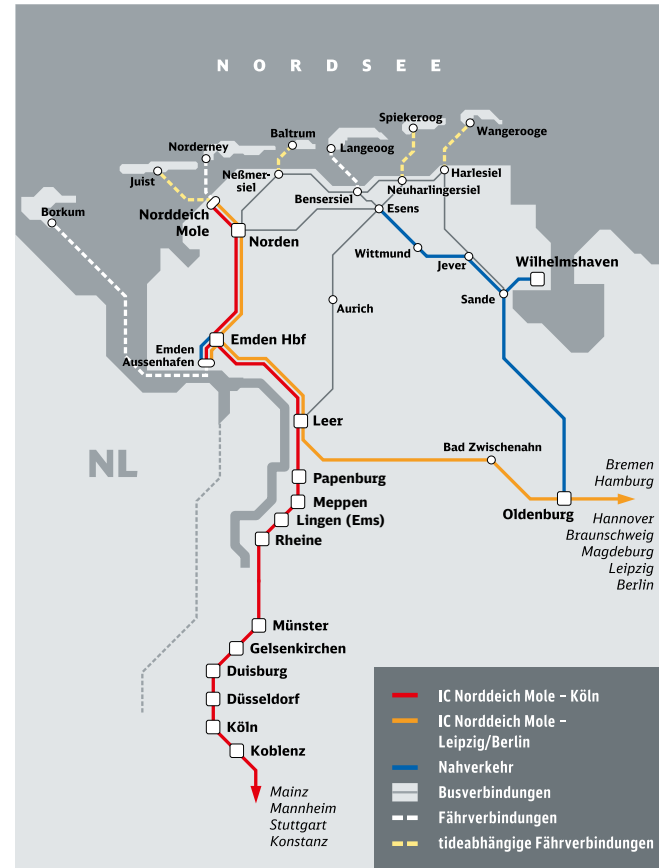 NORDSEE
Spiekeroog
Wangerooge
Baltrum
Langeoog
Norderney
Juist
Neßmer-
siel
Harlesiel
Bensersiel
Neuharlingersiel
Borkum
Norddeich
Mole
Norden
Esens
Wittmund
Jever
Wilhelmshaven
Sande
Aurich
Emden Hbf
Emden
Aussenhafen
Leer
NL
Bad Zwischenahn
Bremen
Hamburg
Papenburg
Meppen
Oldenburg
Lingen (Ems)
Rheine
Hannover
Braunschweig
Magdeburg
Leipzig
Berlin
Münster
Gelsenkirchen
Duisburg
Düsseldorf
Köln
Koblenz
Mainz
Mannheim
Stuttgart
Konstanz
IC Norddeich Mole – Köln
IC Norddeich Mole –
Leipzig/Berlin
Nahverkehr
Busverbindungen
Fährverbindungen
tideabhängige Fährverbindungen